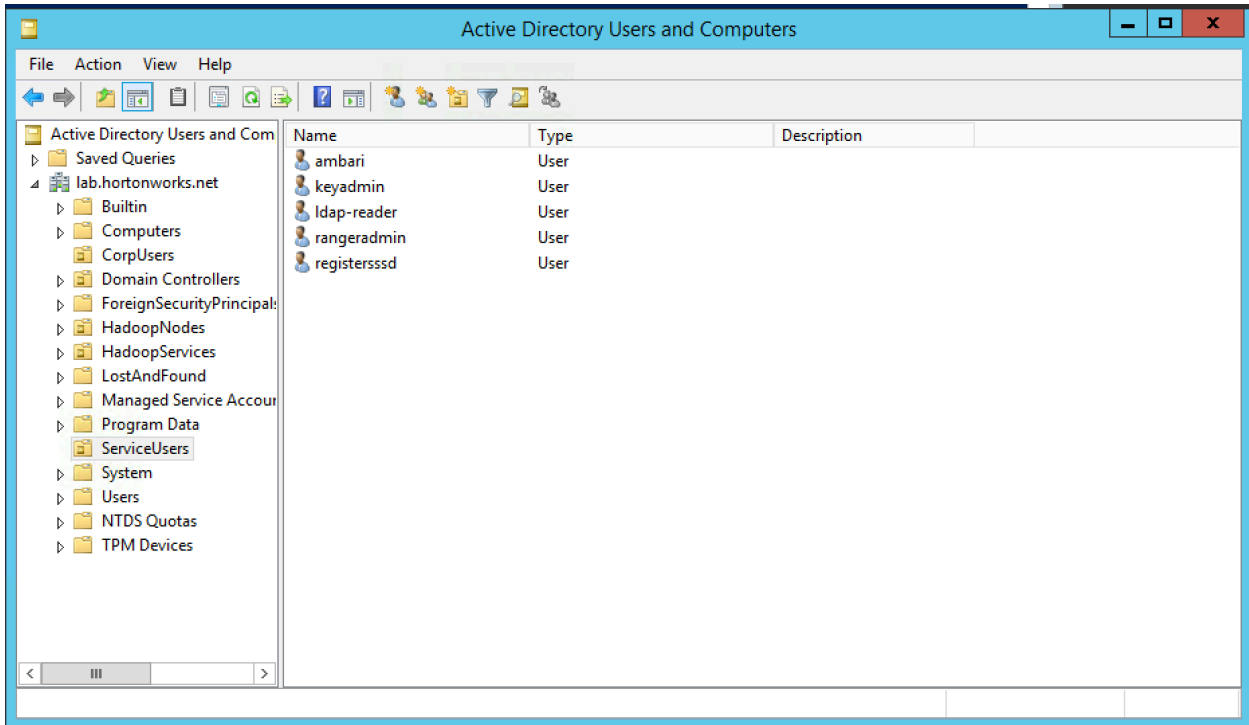 Active Directory Users and Computers
File Action View Help
Active Directory Users and Com
Name Type Description
Saved Queries
lab.hortonworks.net
Builtin
Computers
CorpUsers
Domain Controllers
ForeignSecurityPrincipals
HadoopNodes
HadoopServices
LostAndFound
Managed Service Accour
Program Data
ServiceUsers
System
Users
NTDS Quotas
TPM Devices
ambari User
keyadmin User
ldap-reader User
rangeradmin User
registersssd User